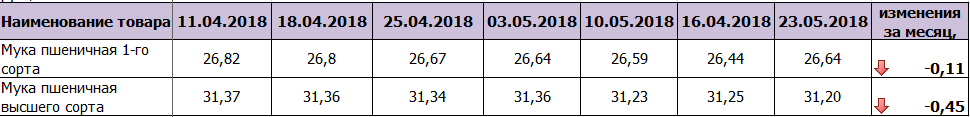 Наименование товара 11.04.2018 18.04.2018 25.04.2018 03.05.2018 10.05.2018 16.04.2018 23.05.2018 изменения
за месяц,
Мука пшеничная 1-го
сорта 26,82 26,8 26,67 26,64 26,59 26,44 26,64 -0,11
Мука пшеничная
высшего сорта 31,37 31,36 31,34 31,36 31,23 31,25 31,20 -0,45